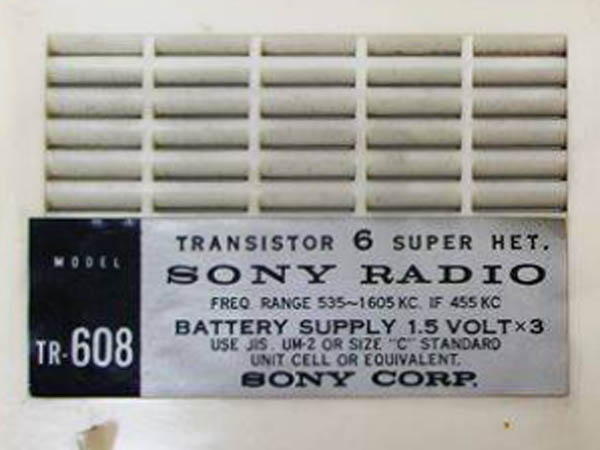 MODEL
TR-608
TRANSISTOR 6 SUPER HET.
SONY RADIO
FREQ. RANGE 535~1605 KC. IF 455 KC
BATTERY SUPPLY 1.5 VOLT×3
USE JIS. UM-2 OR SIZE "C" STANDARD
UNIT CELL OR EQUIVALENT.
SONY CORP.